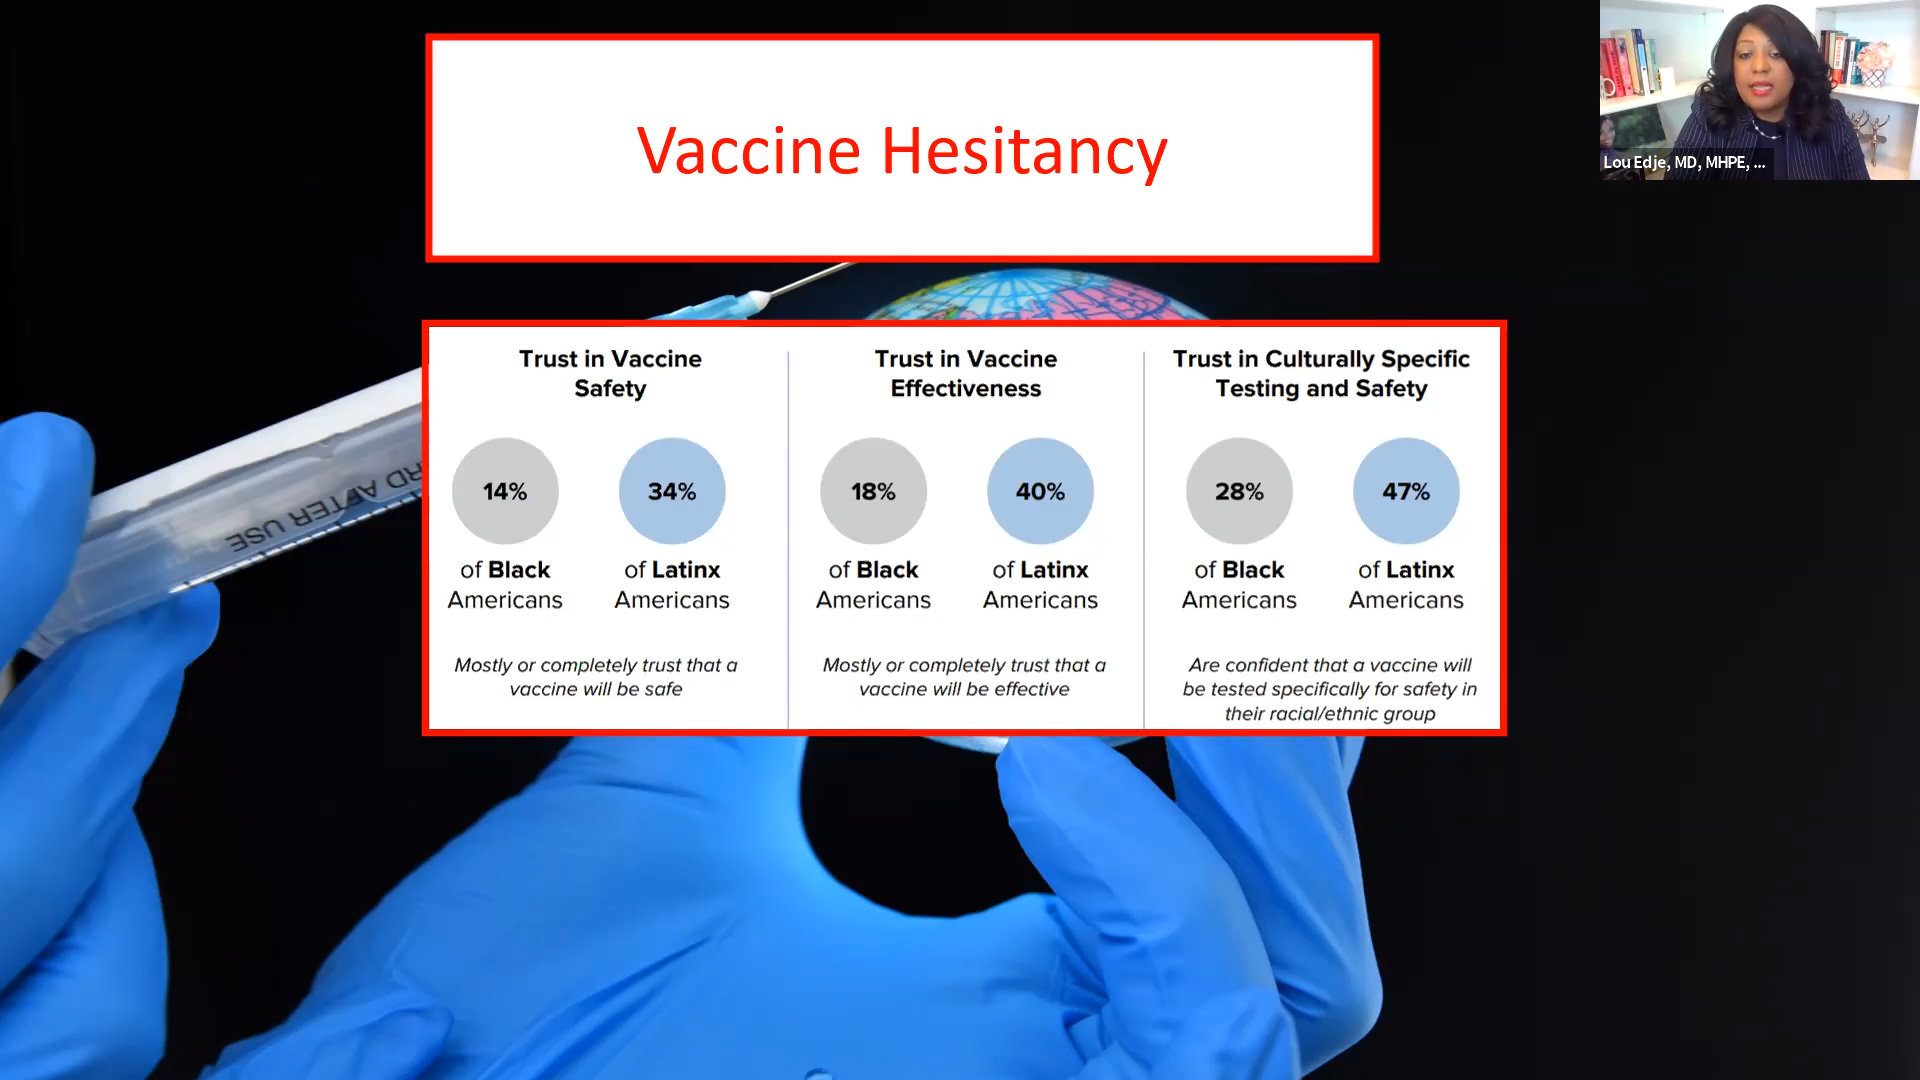 Vaccine Hesitancy
Lou Edje, MD, MHPE, ...
Trust in Vaccine
Safety
14%
34%
of Black
Americans
of Latinx
Americans
Mostly or completely trust that a
vaccine will be safe
Trust in Vaccine
Effectiveness
18%
40%
of Black
Americans
of Latinx
Americans
Mostly or completely trust that a
vaccine will be effective
Trust in Culturally Specific
Testing and Safety
28%
47%
of Black
Americans
of Latinx
Americans
Are confident that a vaccine will
be tested specifically for safety in
their racial/ethnic group
AFTER USE